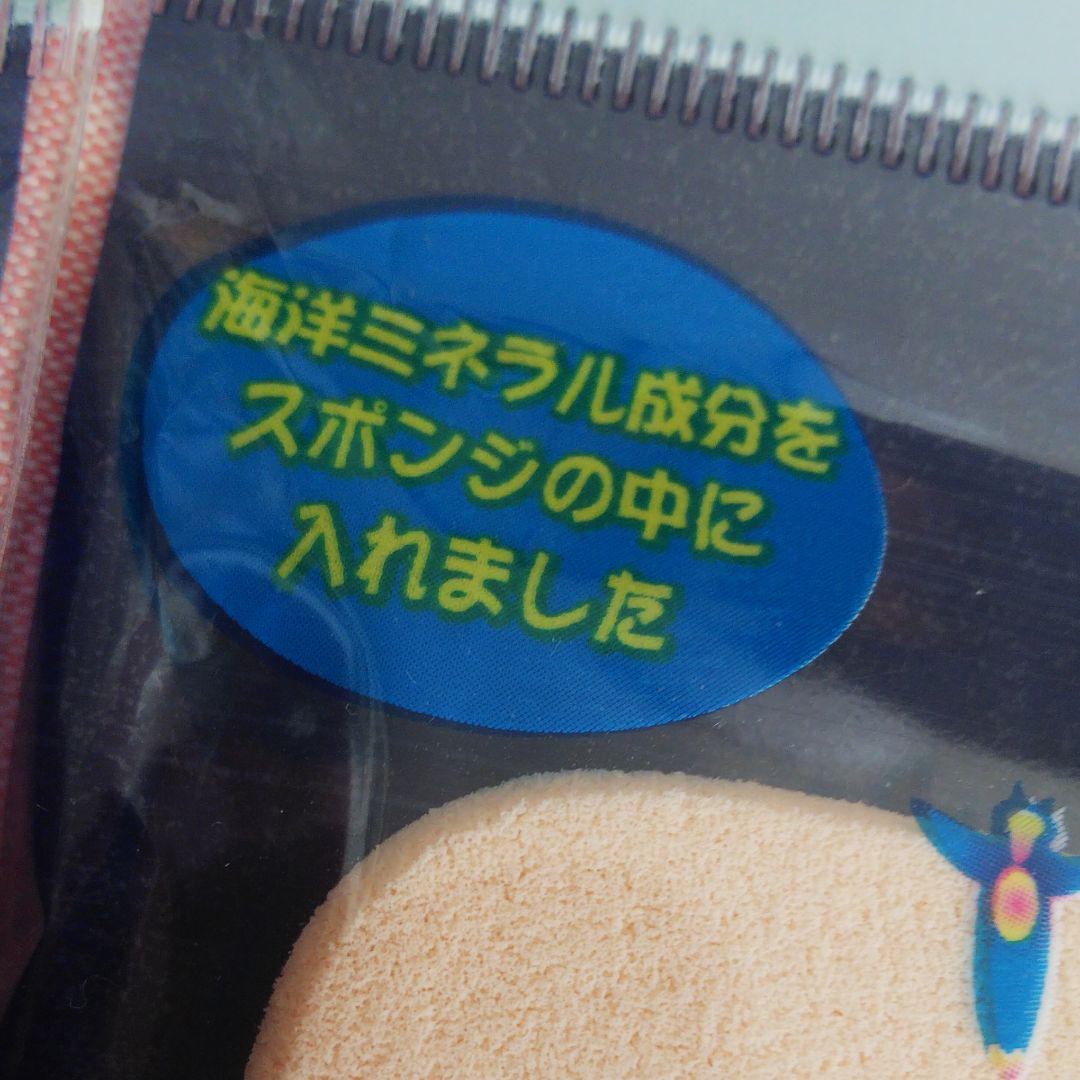 海洋ミネラル成分を
スポンジの中に
入れました